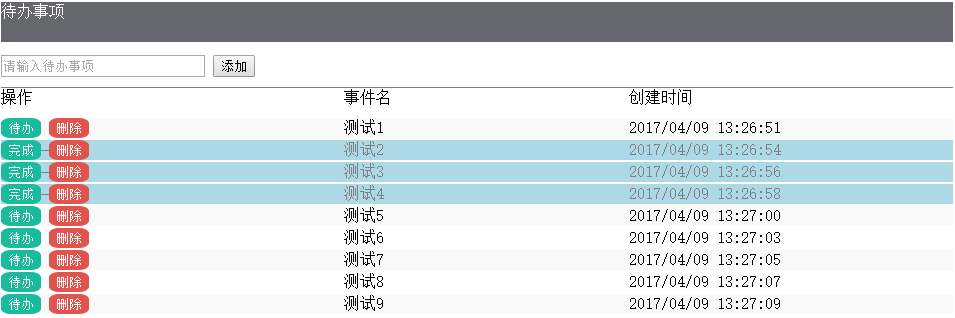 待办事项
请输入待办事项 添加
操作 事件名 创建时间
待办 删除 测试1 2017/04/09 13:26:51
完成 删除 测试2 2017/04/09 13:26:54
完成 删除 测试3 2017/04/09 13:26:56
完成 删除 测试4 2017/04/09 13:26:58
待办 删除 测试5 2017/04/09 13:27:00
待办 删除 测试6 2017/04/09 13:27:03
待办 删除 测试7 2017/04/09 13:27:05
待办 删除 测试8 2017/04/09 13:27:07
待办 删除 测试9 2017/04/09 13:27:09